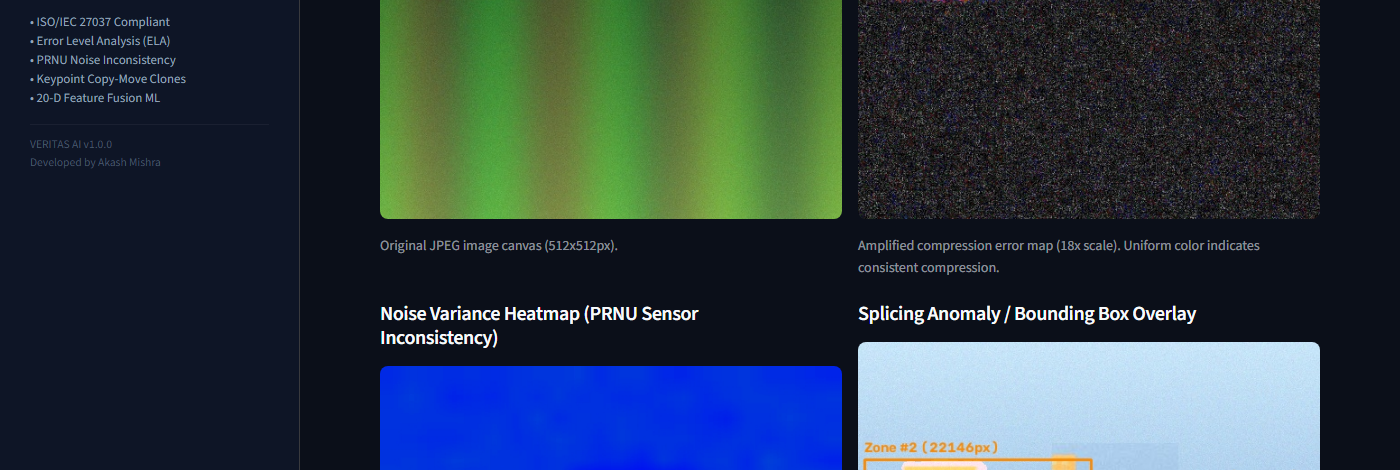 • ISO/IEC 27037 Compliant
• Error Level Analysis (ELA)
• PRNU Noise Inconsistency
• Keypoint Copy-Move Clones
• 20-D Feature Fusion ML
VERITAS AI v1.0.0
Developed by Akash Mishra
Original JPEG image canvas (512x512px).
Amplified compression error map (18x scale). Uniform color indicates
consistent compression.
Noise Variance Heatmap (PRNU Sensor
Inconsistency)
Splicing Anomaly / Bounding Box Overlay
Zone #2 (22146px)